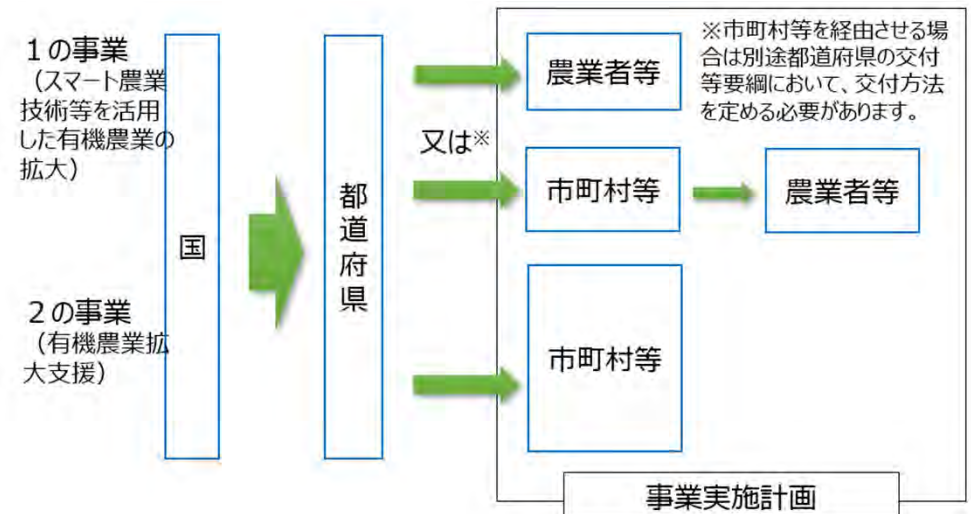 １の事業
（スマート農業
技術等を活用
した有機農業の
拡大）
２の事業
（有機農業拡
大支援）
国
都道府県
又は※
農業者等
市町村等
農業者等
市町村等
※市町村等を経由させる場
合は別途都道府県の交付
等要綱において、交付方法
を定める必要があります。
事業実施計画